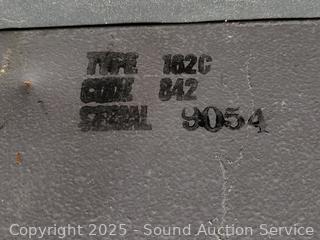 TYPE 162C
CODE 842
SERIAL 9054
Copyright 2025 - Sound Auction Service